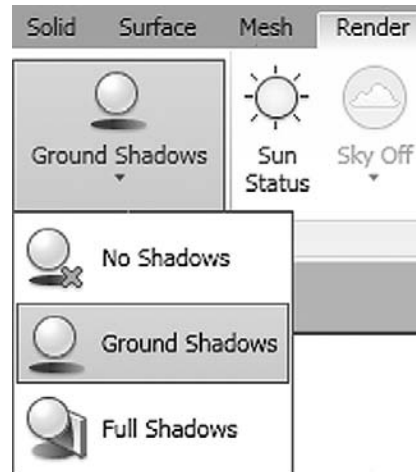 Solid Surface Mesh Render
Ground Shadows
Sun
Status
Sky Off
No Shadows
Ground Shadows
Full Shadows